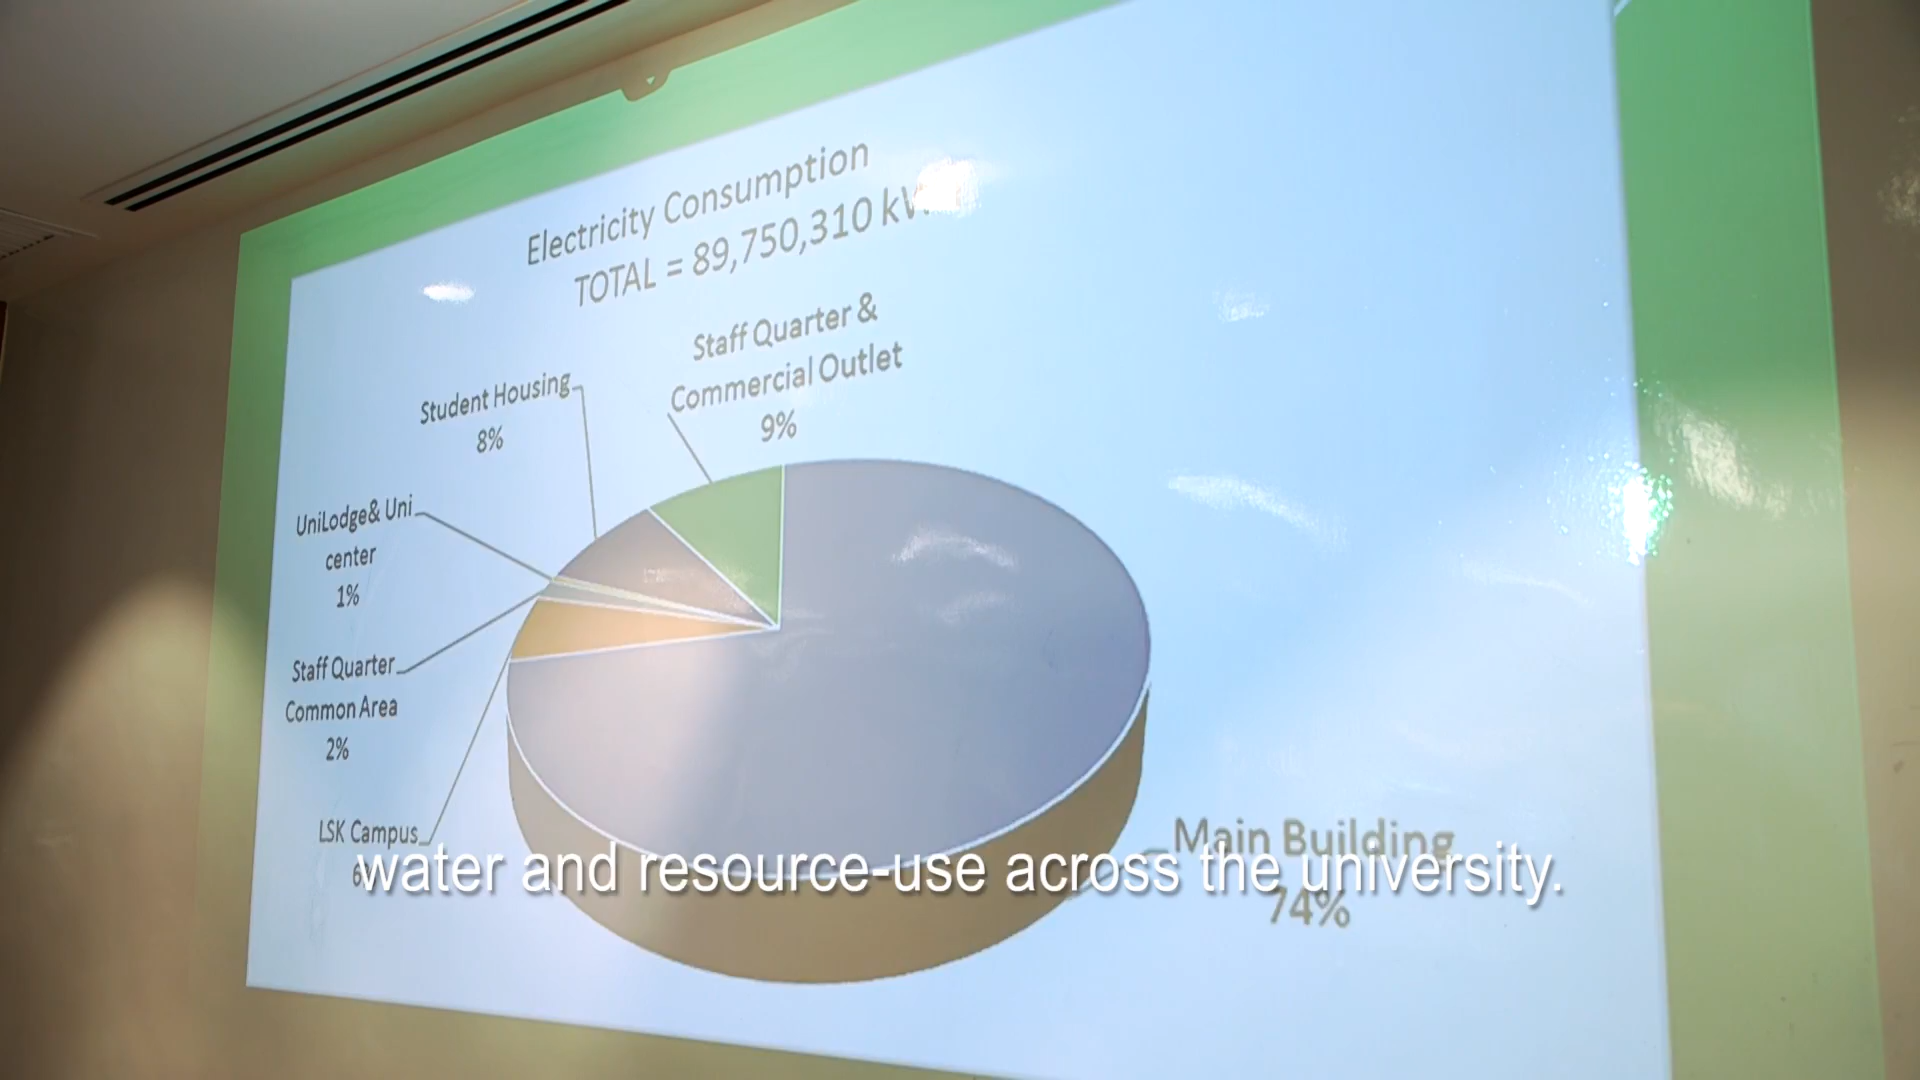 Electricity Consumption
TOTAL = 89,750,310
Staff Quarter &
Commercial Outlet
9%
Student Housing
8%
UniLodge& Uni
center
1%
Staff Quarter
Common Area
2%
LSK Campus
Main Building
74%
water and resource-use across the university.